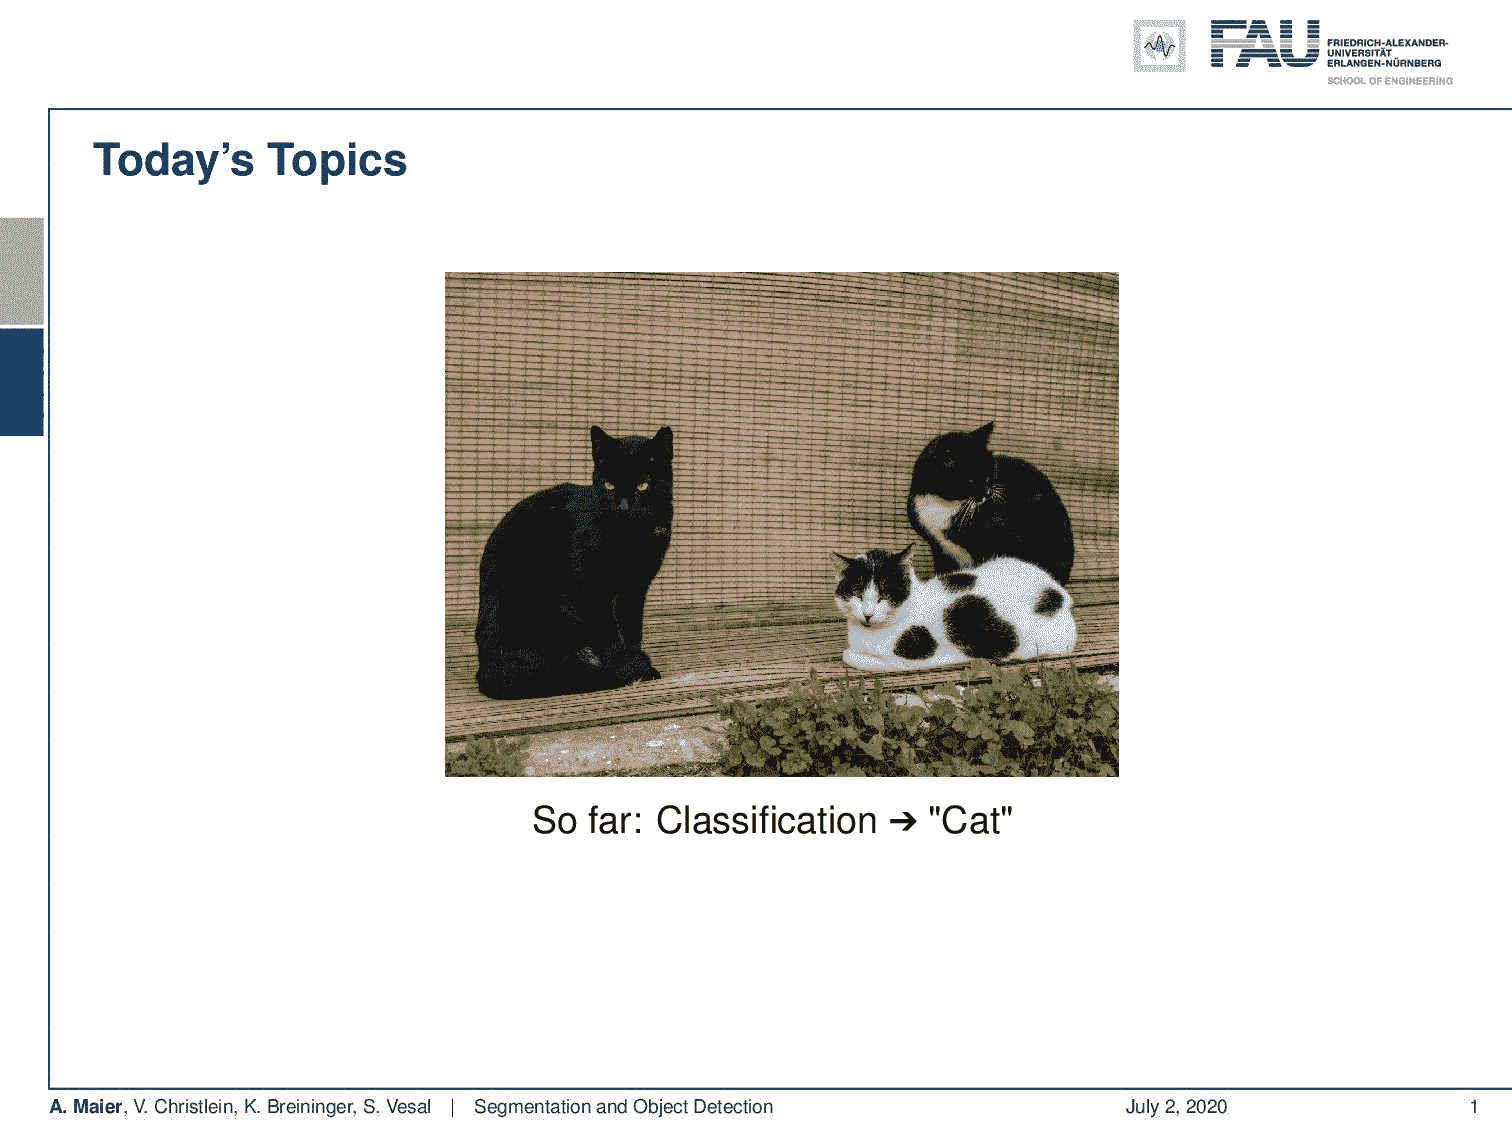 FAU
FRIEDRICH-ALEXANDER-
UNIVERSITÄT
ERLANGEN-NÜRNBERG
SCHOOL OF ENGINEERING
Today’s Topics
So far: Classification ➔ "Cat"
A. Maier, V. Christlein, K. Breininger, S. Vesal | Segmentation and Object Detection July 2, 2020 1